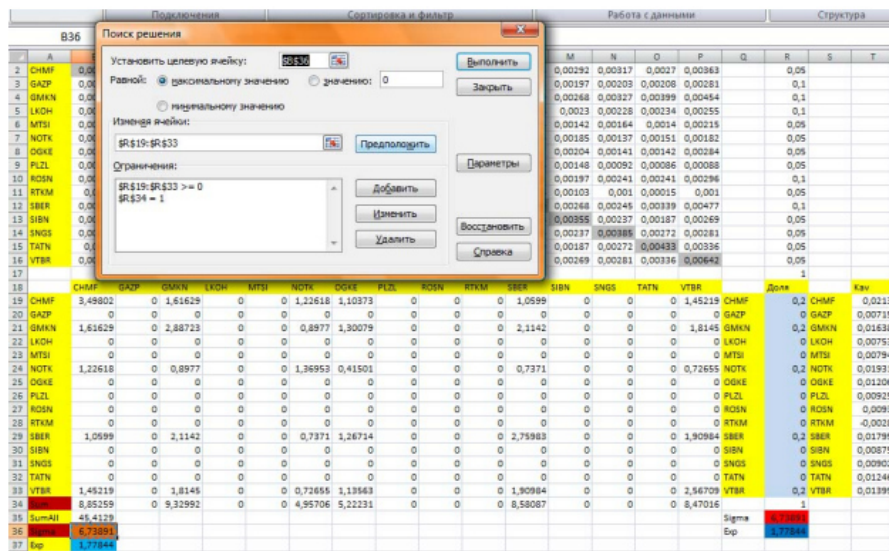 Подключения Сортировка и фильтр Работа с данными Структура
B36
Поиск решения
Установить целевую ячейку: $B$36 Выполнить
Равной: максимальному значению значению: 0 Закрыть
минимальному значению
Изменяя ячейки:
$R$19:$R$33 Предположить
Ограничения: Параметры
$R$19:$R$33 >= 0 Добавить
$R$34 = 1
Изменить
Удалить
Восстановить
Справка
A M N O P Q R S T
2 CHMF 0,00292 0,00317 0,0027 0,00363 0,05
3 GAZP 0,00197 0,00203 0,00208 0,00281 0,1
4 GMKN 0,00268 0,00327 0,00399 0,00454 0,1
5 LKOH 0,0023 0,00228 0,00234 0,00255 0,1
6 MTSI 0,00142 0,00164 0,0014 0,00215 0,05
7 NOTK 0,00185 0,00137 0,00151 0,00182 0,05
8 OGKE 0,00204 0,00141 0,00142 0,00284 0,05
9 PLZL 0,00148 0,00092 0,00086 0,00088 0,05
10 ROSN 0,00197 0,00241 0,00241 0,00296 0,1
11 RTKM 0,00103 0,001 0,00015 0,001 0,05
12 SBER 0,00268 0,00245 0,00339 0,00477 0,1
13 SIBN 0,00355 0,00237 0,00187 0,00269 0,05
14 SNGS 0,00237 0,00385 0,00272 0,00281 0,05
15 TATN 0,00187 0,00272 0,00433 0,00336 0,05
16 VTBR 0,00269 0,00281 0,00336 0,00642 0,05
17 1
18 CHMF GAZP GMKN LKOH MTSI NOTK OGKE PLZL ROSN RTKM SBER SIBN SNGS TATN VTBR Доля Kav
19 CHMF 3,49802 0 1,61629 0 0 1,22618 1,10373 0 0 0 1,0599 0 0 0 1,45219 CHMF 0,2 CHMF
20 GAZP 0 0 0 0 0 0 0 0 0 0 0 0 0 0 0 GAZP 0 GAZP
21 GMKN 1,61629 0 2,88723 0 0 0,8977 1,30079 0 0 0 2,1142 0 0 0 1,8145 GMKN 0,2 GMKN
22 LKOH 0 0 0 0 0 0 0 0 0 0 0 0 0 0 0 LKOH 0 LKOH
23 MTSI 0 0 0 0 0 0 0 0 0 0 0 0 0 0 0 MTSI 0 MTSI
24 NOTK 1,22618 0 0,8977 0 0 1,36953 0,41501 0 0 0 0,7371 0 0 0 0,72655 NOTK 0,2 NOTK
25 OGKE 0 0 0 0 0 0 0 0 0 0 0 0 0 0 0 OGKE 0 OGKE
26 PLZL 0 0 0 0 0 0 0 0 0 0 0 0 0 0 0 PLZL 0 PLZL
27 ROSN 0 0 0 0 0 0 0 0 0 0 0 0 0 0 0 ROSN 0 ROSN
28 RTKM 0 0 0 0 0 0 0 0 0 0 0 0 0 0 0 RTKM 0 RTKM
29 SBER 1,0599 0 2,1142 0 0 0,7371 1,26714 0 0 0 2,75983 0 0 0 1,90984 SBER 0,2 SBER
30 SIBN 0 0 0 0 0 0 0 0 0 0 0 0 0 0 0 SIBN 0 SIBN
31 SNGS 0 0 0 0 0 0 0 0 0 0 0 0 0 0 0 SNGS 0 SNGS
32 TATN 0 0 0 0 0 0 0 0 0 0 0 0 0 0 0 TATN 0 TATN
33 VTBR 1,45219 0 1,8145 0 0 0,72655 1,13563 0 0 0 1,90984 0 0 0 2,56709 VTBR 0,2 VTBR
34 8,85259 0 9,32992 0 0 4,95706 5,22231 0 0 0 8,58087 0 0 0 8,47016 1
35 SumAll 45,4129 Sigma 6,73891
36 Sigma 6,73891 Exp 1,77844
37 Exp 1,77844